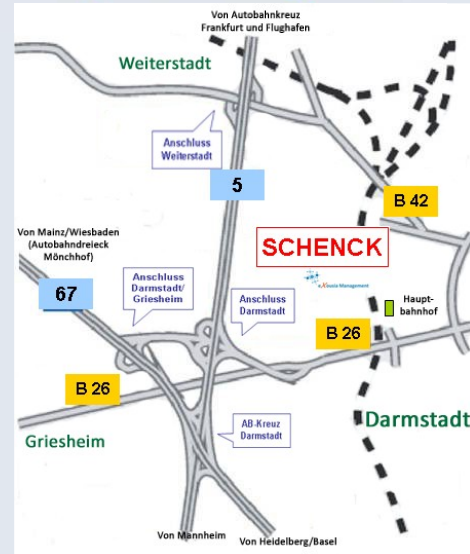 Von Autobahnkreuz
Frankfurt und Flughafen
Weiterstadt
Anschluss
Weiterstadt
5
B 42
Von Mainz/Wiesbaden
(Autobahndreieck
Mönchhof)
SCHENCK
67
Anschluss
Darmstadt/
Griesheim
Anschluss
Darmstadt
Haupt-
bahnhof
B 26
B 26
Darmstadt
Griesheim
AB-Kreuz
Darmstadt
Von Mannheim
Von Heidelberg/Basel